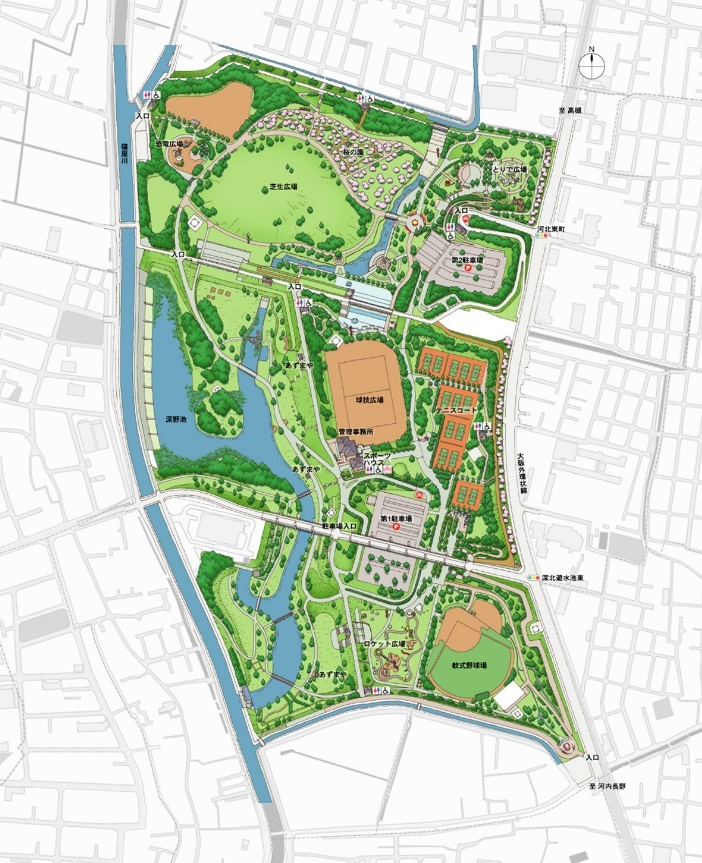 N
至 高槻
入口
恐竜広場
寝屋川
桜の園
とりで広場
芝生広場
入口
河北東町
入口
第2駐車場
P
入口
あずまや
球技広場
テニスコート
深野池
管理事務所
スポーツ
ハウス
あずまや
大阪外環状線
第1駐車場
P
駐車場入口
深北遊水池東
ロケット広場
軟式野球場
あずまや
入口
至 河内長野